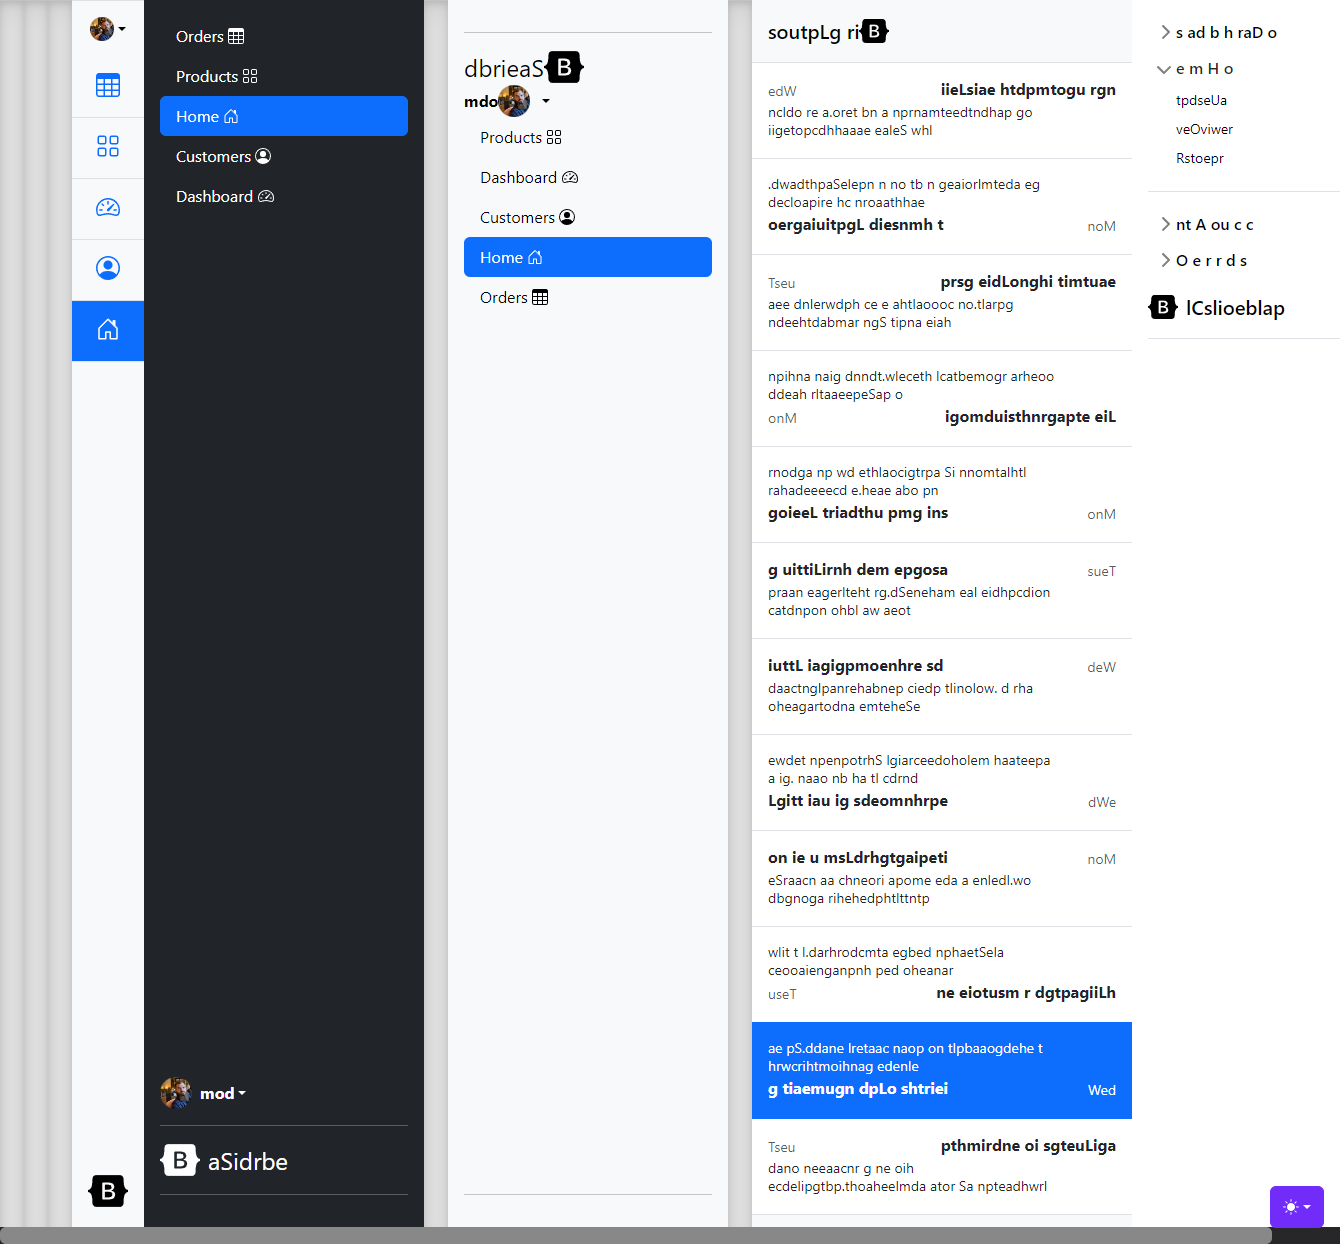 Orders
Products
Home
Customers
Dashboard
mod
aSidrbe
dbrieaS
mdo
Products
Dashboard
Customers
Home
Orders
soutpLg ri
edW iieLsiae htdpmtogu rgn
ncldo re a.oret bn a nprnamteedtndhap go
iigetopcdhhaaae ealeS whl
.dwadthpaSelepn n no tb n geaiorlmteda eg
decloapire hc nroaathhae
oergaiuitpgL diesnmh t noM
Tseu prsg eidLonghi timtuae
aee dnlerwdph ce e ahtlaoooc no.tlarpg
ndeehtdabmar ngS tipna eiah
npihna naig dnndt.wleceth lcatbemogr arheoo
ddeah rltaaeepeSap o
onM igomduisthnrgapte eiL
rnodga np wd ethlaocigtrpa Si nnomtalhtl
rahadeeeecd e.heae abo pn
goieeL triadthu pmg ins onM
g uittiLirnh dem epgosa sueT
praan eagerlteht rg.dSeneham eal eidhpcdion
catdnpon ohbl aw aeot
iuttL iagigpmoenhre sd deW
daactnglpanrehabnep ciedp tlinolow. d rha
oheagartodna emteheSe
ewdet npenpotrhS lgiarceedoholem haateepa
a ig. naao nb ha tl cdrnd
Lgitt iau ig sdeomnhrpe dWe
on ie u msLdrhgtgaipeti noM
eSraacn aa chneori apome eda a enledl.wo
dbgnoga rihehedphtlttntp
wlit t l.darhrodcmta egbed nphaetSela
ceooaienganpnh ped oheanar
useT ne eiotusm r dgtpagiiLh
ae pS.ddane lretaac naop on tlpbaaogdehe t
hrwcrihtmoihnag edenle
g tiaemugn dpLo shtriei Wed
Tseu pthmirdne oi sgteuLiga
dano neeaacnr g ne oih
ecdelipgtbp.thoaheelmda ator Sa npteadhwrl
s ad b h raD o
e m H o
tpdseUa
veOviwer
Rstoepr
nt A ou c c
O e r r d s
lCslioeblap